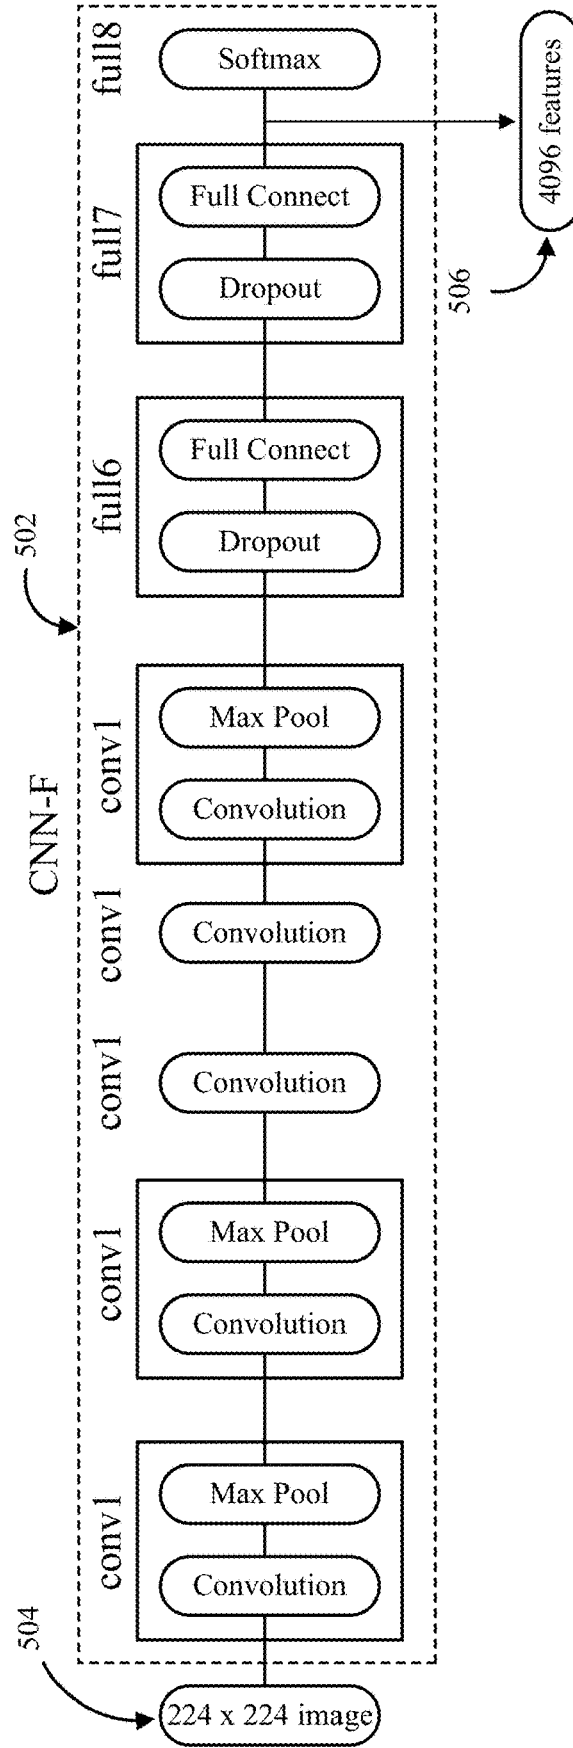 full8
Softmax
4096 features
full7
Full Connect
Dropout
506
full6
Full Connect
Dropout
502
CNN-F
conv1
Max Pool
Convolution
conv1
Convolution
conv1
Convolution
conv1
Max Pool
Convolution
conv1
Max Pool
Convolution
504
224 x 224 image